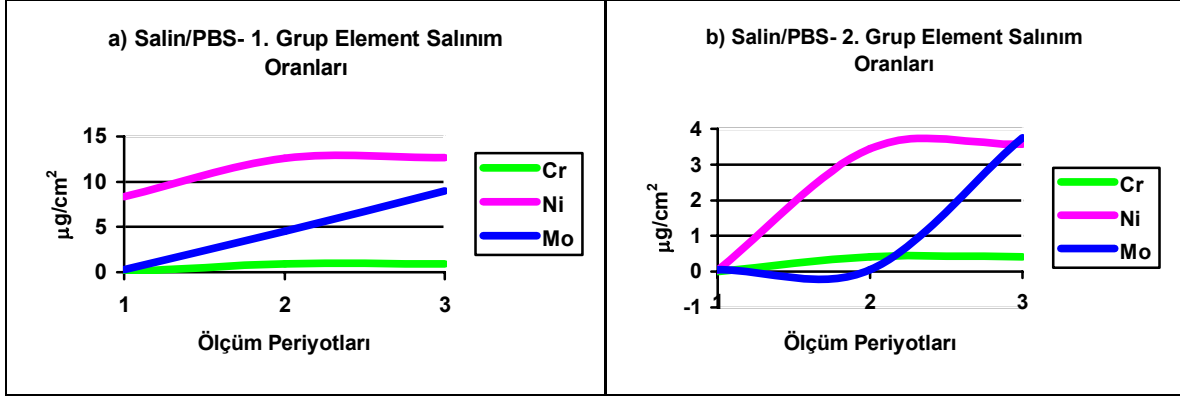 a) Salin/PBS- 1. Grup Element Salınım
Oranları
15
10
5
0
µg/cm²
1
2
3
Ölçüm Periyotları
Cr
Ni
Mo
b) Salin/PBS- 2. Grup Element Salınım
Oranları
4
3
2
1
0
-1
µg/cm²
1
2
3
Ölçüm Periyotları
Cr
Ni
Mo